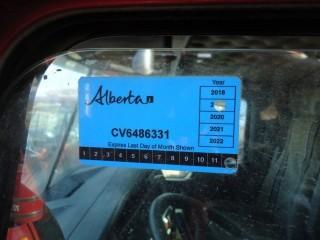 Year
Alberta
2018
2020
CV6486331
2021
Expires Last Day of Month Shown
2022
1 2 3 4 5 6 7 8 9 10 11